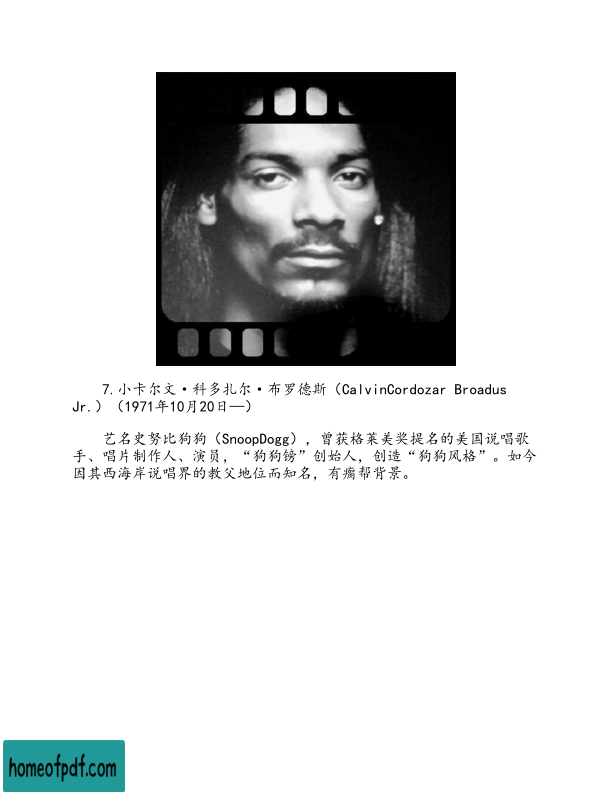 7.小卡尔文·科多扎尔·布罗德斯（CalvinCordozar Broadus
Jr.）（1971年10月20日—）
艺名史努比狗狗（SnoopDogg），曾获格莱美奖提名的美国说唱歌
手、唱片制作人、演员，“狗狗镑”创始人，创造“狗狗风格”。如今
因其西海岸说唱界的教父地位而知名，有瘸帮背景。
homeofpdf.com